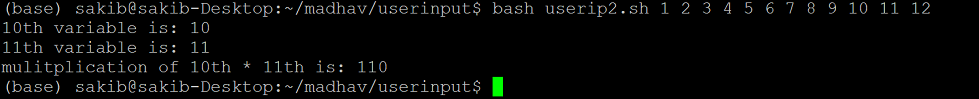 (base) sakib@sakib-Desktop:~/madhav/userinput$ bash userip2.sh 1 2 3 4 5 6 7 8 9 10 11 12
10th variable is: 10
11th variable is: 11
mulitplication of 10th * 11th is: 110
(base) sakib@sakib-Desktop:~/madhav/userinput$